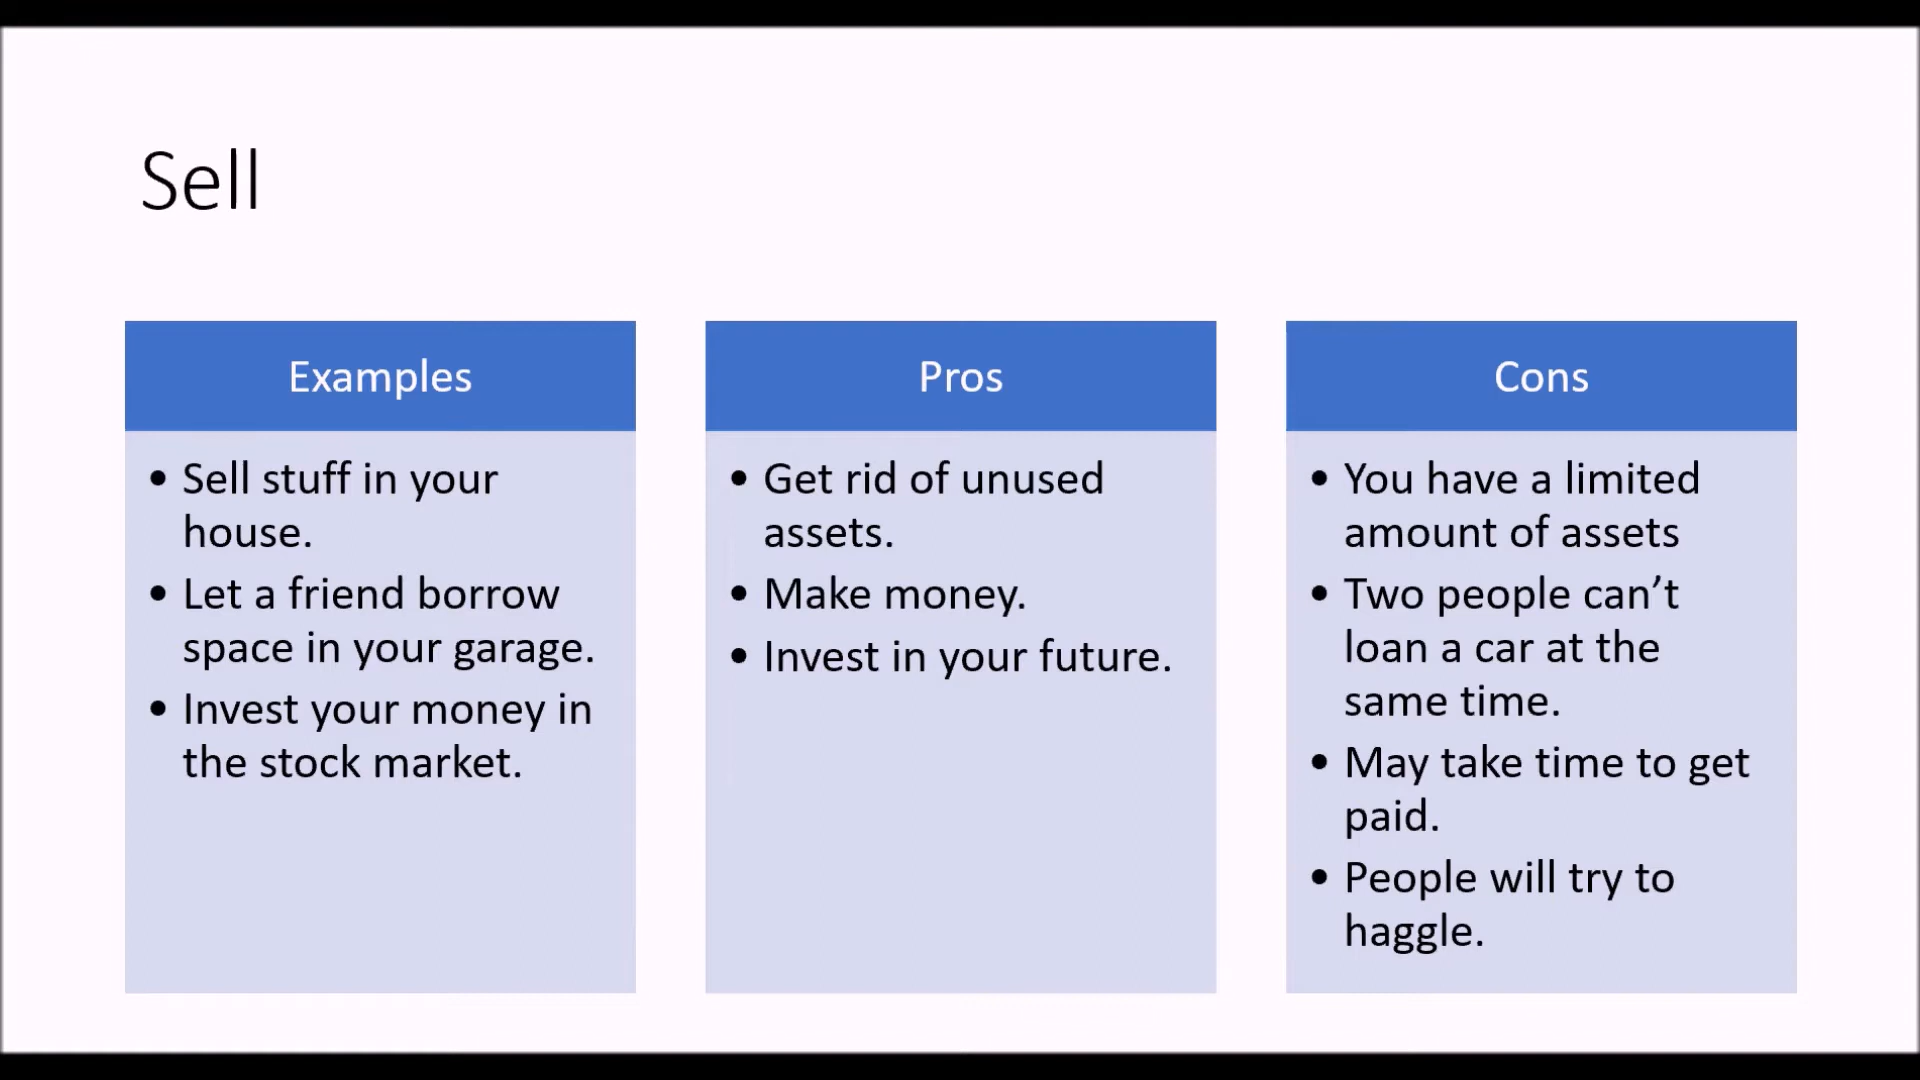 Sell
Examples
• Sell stuff in your
house.
• Let a friend borrow
space in your garage.
• Invest your money in
the stock market.
Pros
• Get rid of unused
assets.
• Make money.
• Invest in your future.
Cons
• You have a limited
amount of assets
• Two people can’t
loan a car at the
same time.
• May take time to get
paid.
• People will try to
haggle.